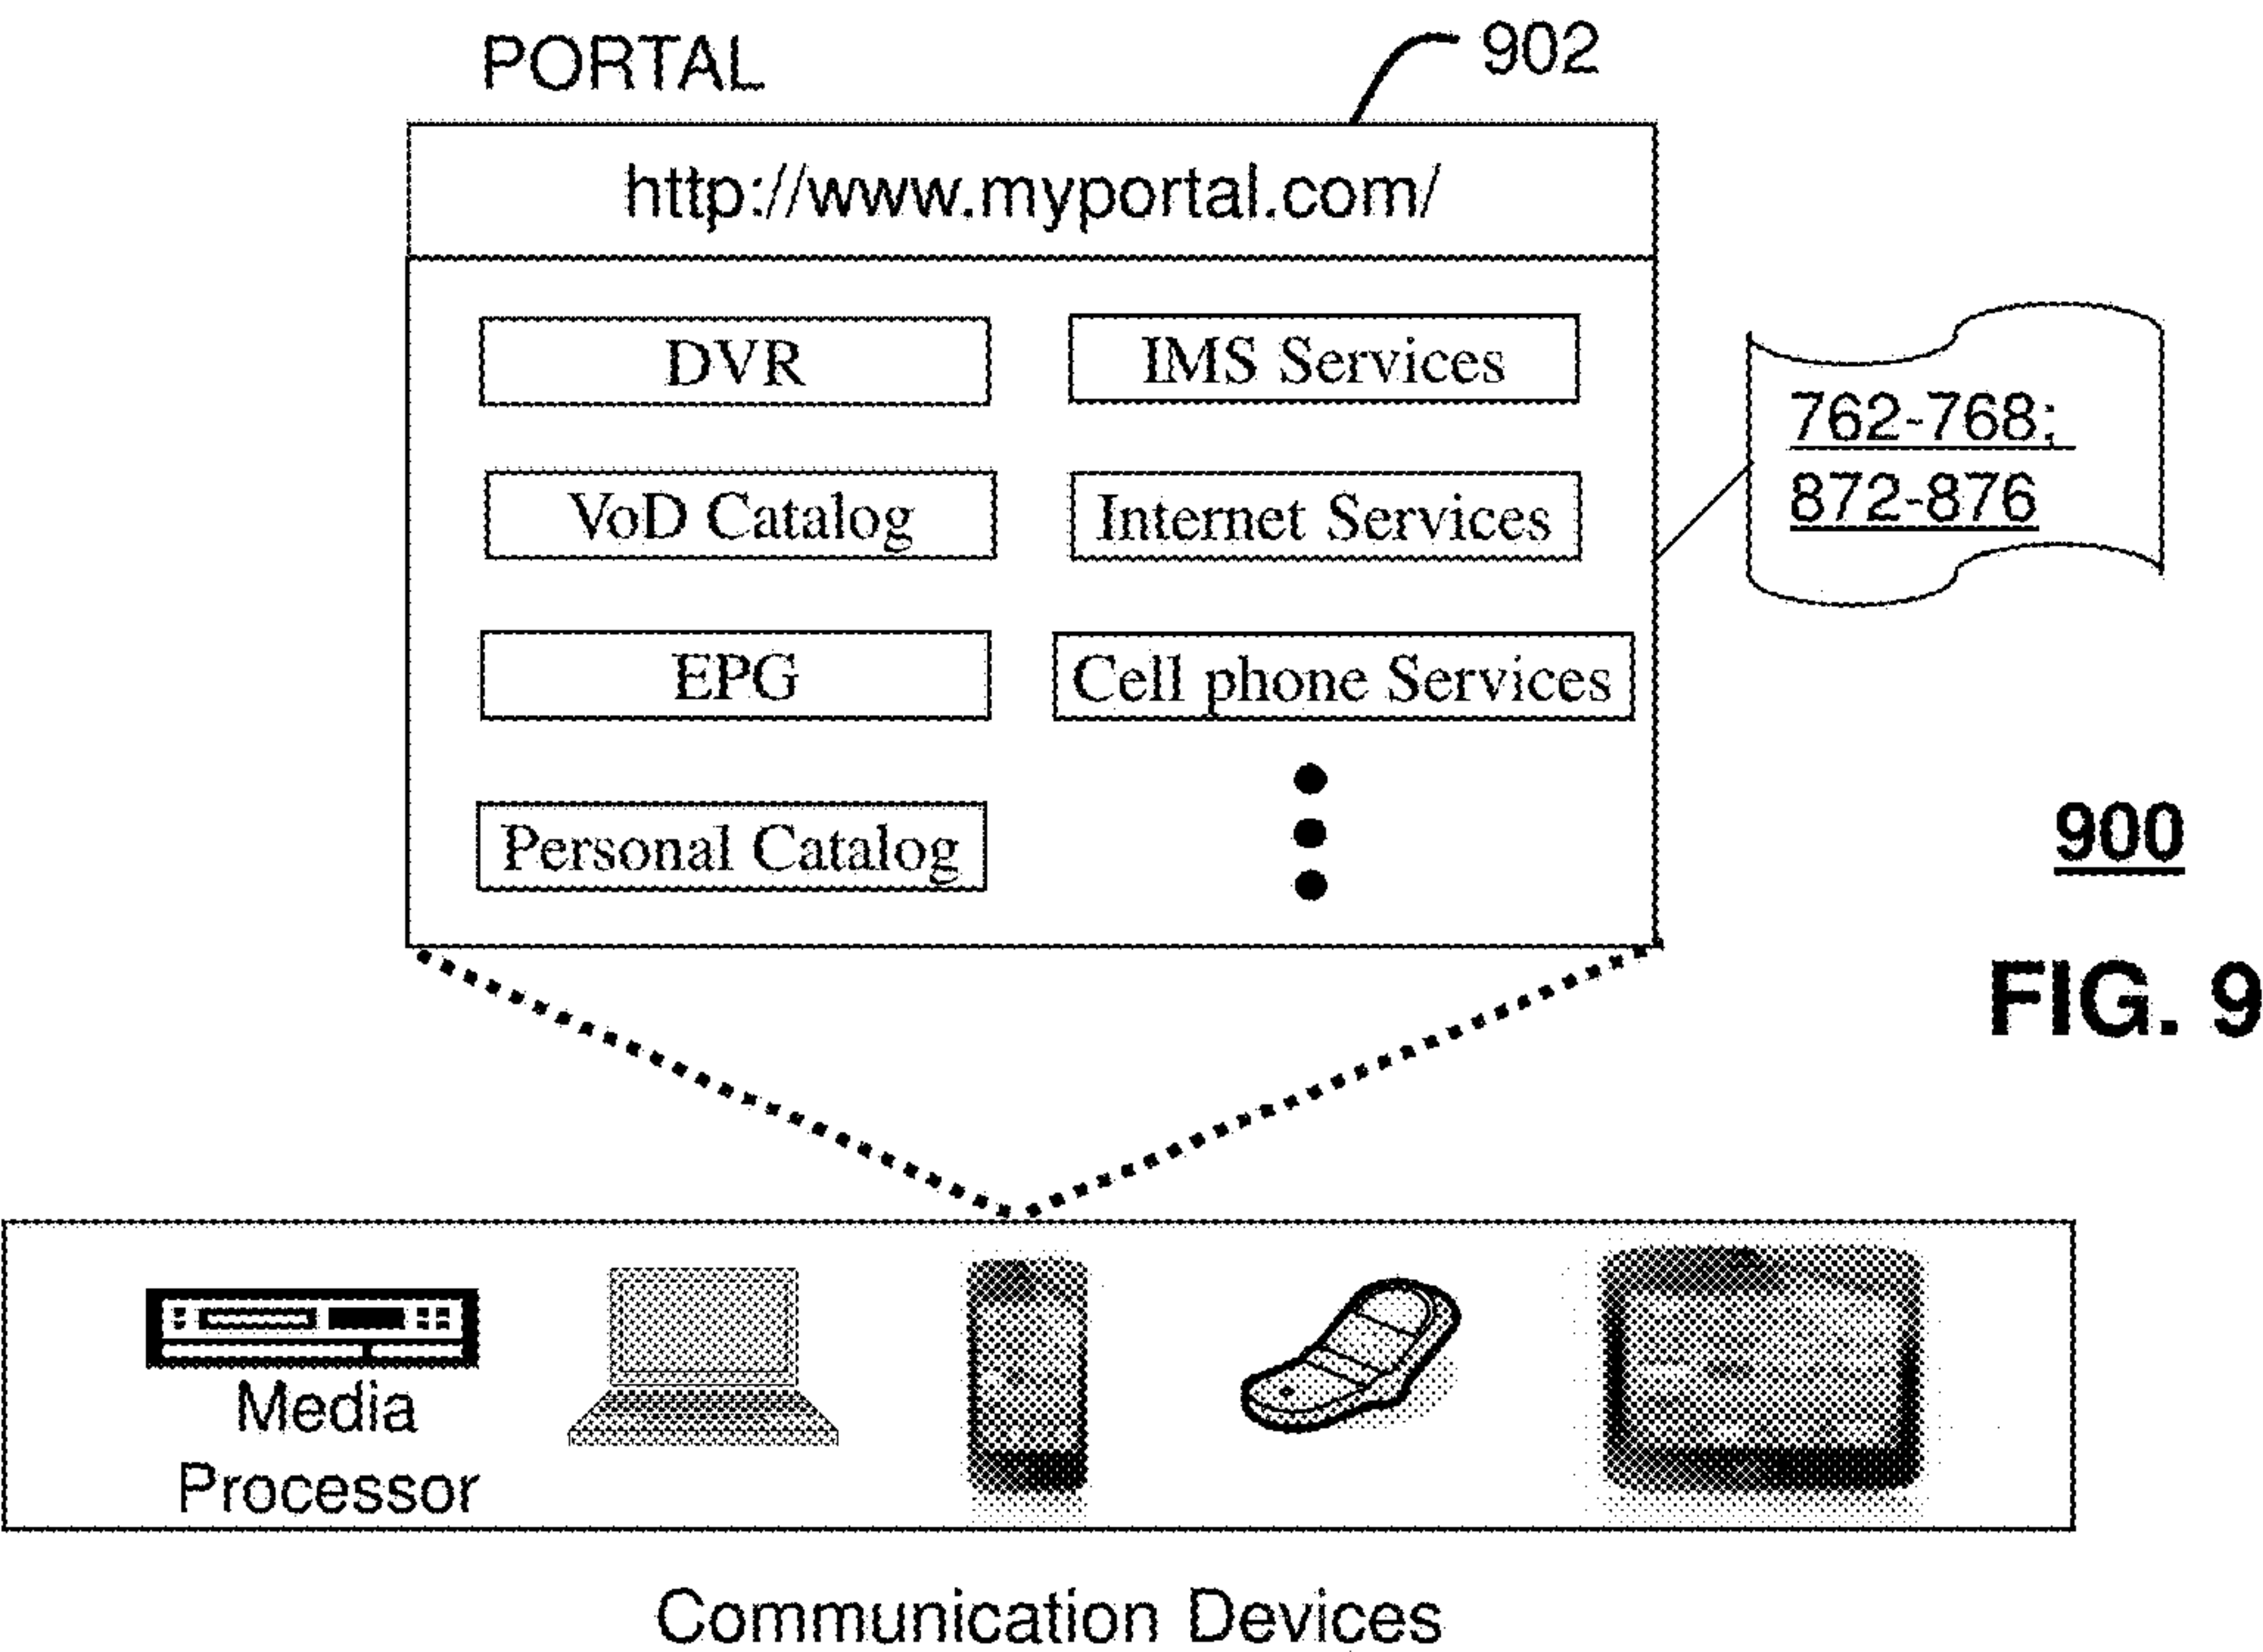 PORTAL
902
http://www.myportal.com/
DVR
IMS Services
VoD Catalog
Internet Services
EPG
Cell phone Services
Personal Catalog
762-768;
872-876
900
FIG. 9
Media
Processor
Communication Devices